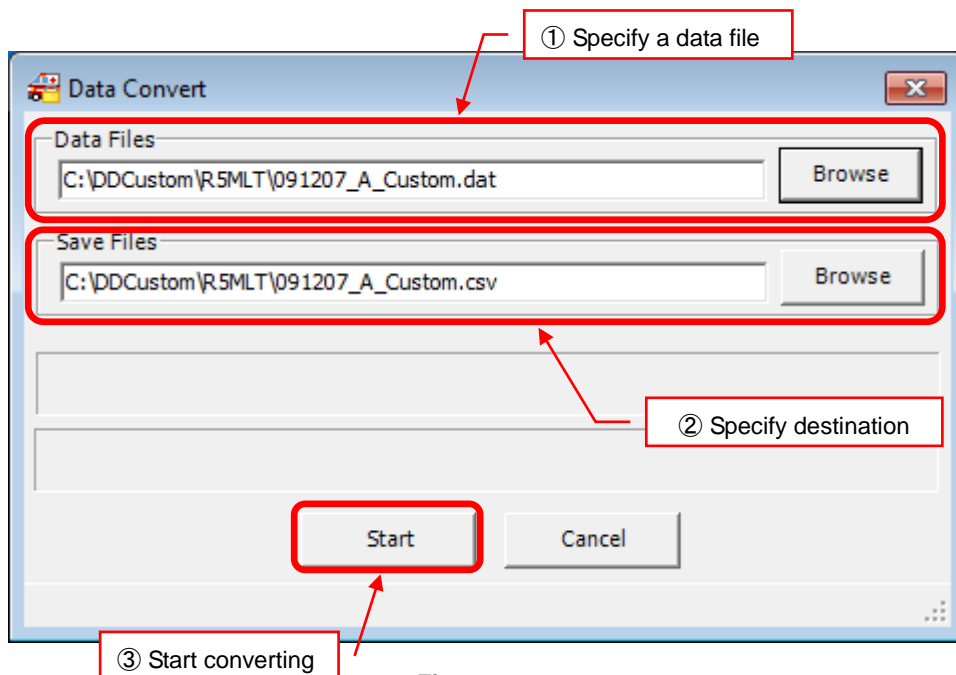 ① Specify a data file
Data Convert
Data Files
C:\DDCustom\R5MLT\091207_A_Custom.dat
Browse
Save Files
C:\DDCustom\R5MLT\091207_A_Custom.csv
Browse
② Specify destination
Start
Cancel
③ Start converting